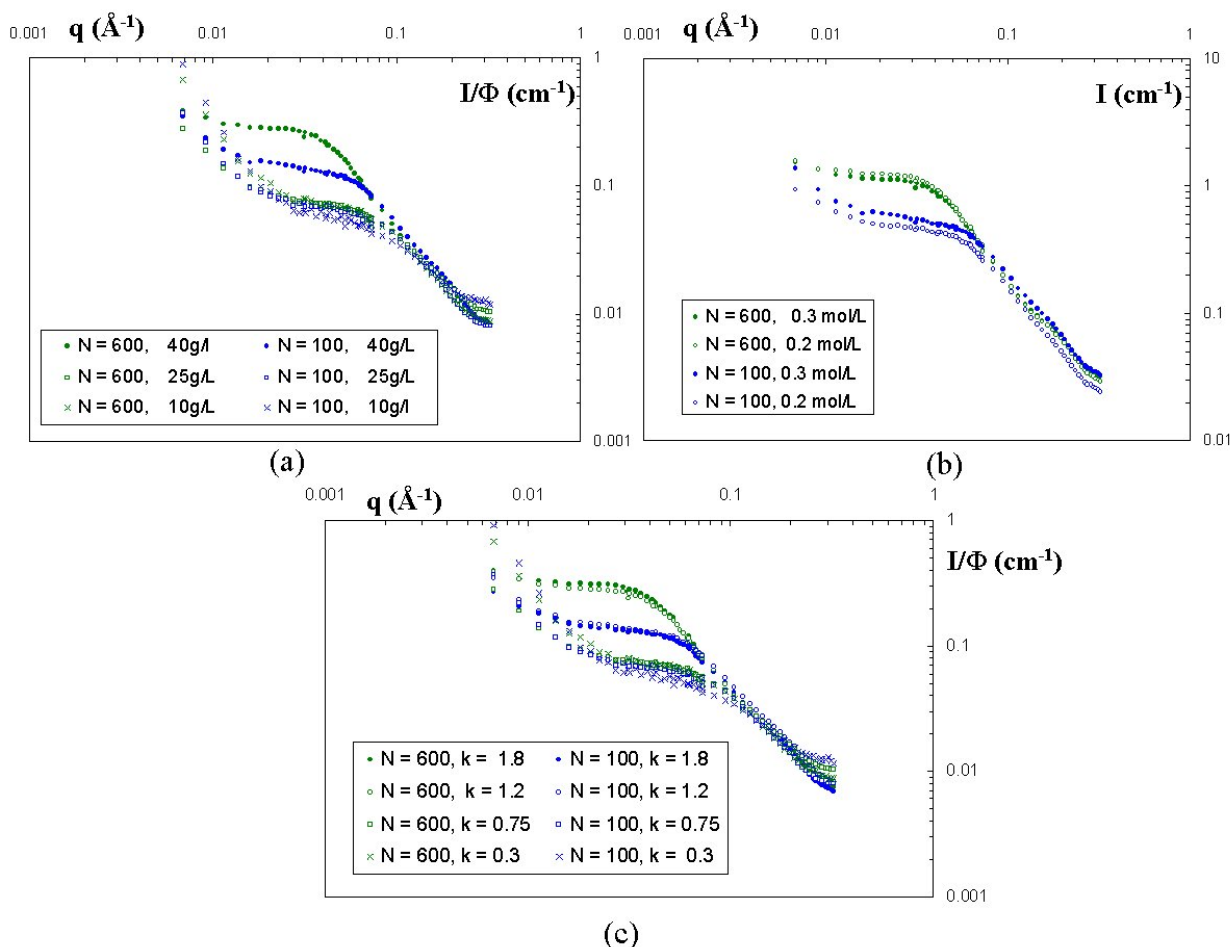 q (Å-1)
0.001 0.01 0.1 1
1
I/Φ (cm-1)
0.1
0.01
0.001
N = 600, 40g/l N = 100, 40g/L
N = 600, 25g/L N = 100, 25g/L
N = 600, 10g/L N = 100, 10g/l
(a)
q (Å-1)
0.001 0.01 0.1 1
10
I (cm-1)
1
0.1
0.01
N = 600, 0.3 mol/L
N = 600, 0.2 mol/L
N = 100, 0.3 mol/L
N = 100, 0.2 mol/L
(b)
0.001 0.01 0.1 1
q (Å-1)
1
I/Φ (cm-1)
0.1
0.01
0.001
N = 600, k = 1.8 N = 100, k = 1.8
N = 600, k = 1.2 N = 100, k = 1.2
N = 600, k = 0.75 N = 100, k = 0.75
N = 600, k = 0.3 N = 100, k = 0.3
(c)